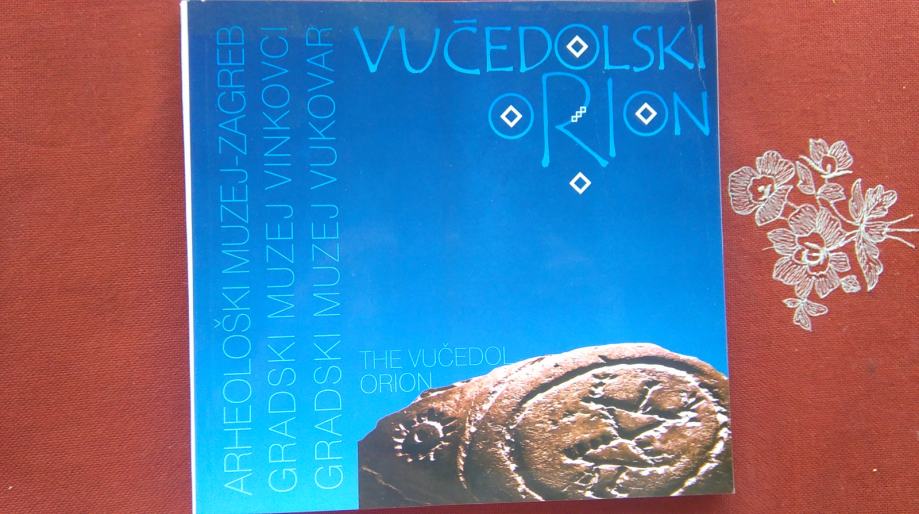 VUČEDOLSKI
ORION
ARHEOLOŠKI MUZEJ-ZAGREB
GRADSKI MUZEJ VINKOVCI
GRADSKI MUZEJ VUKOVAR
THE VUČEDOL
ORION